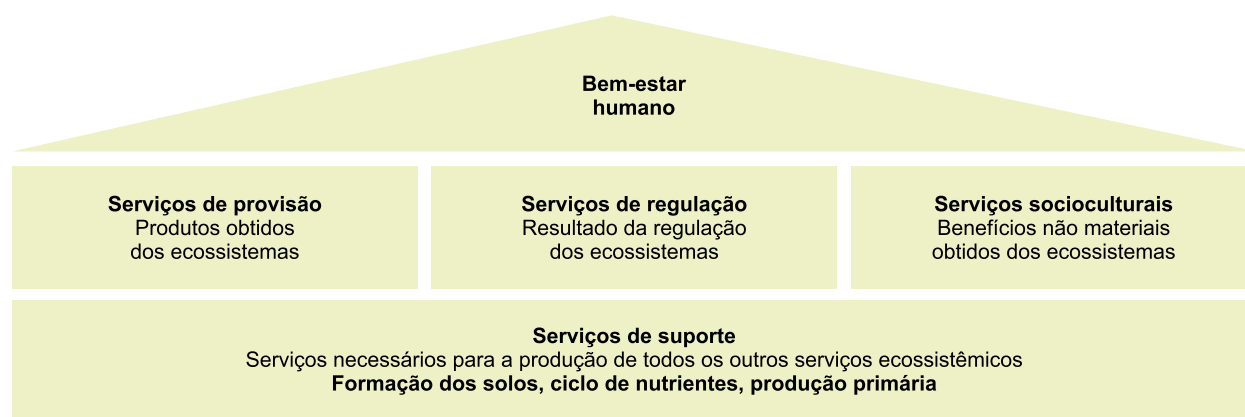 Bem-estar
humano
Serviços de provisão
Produtos obtidos
dos ecossistemas
Serviços de regulação
Resultado da regulação
dos ecossistemas
Serviços socioculturais
Benefícios não materiais
obtidos dos ecossistemas
Serviços de suporte
Serviços necessários para a produção de todos os outros serviços ecossistêmicos
Formação dos solos, ciclo de nutrientes, produção primária